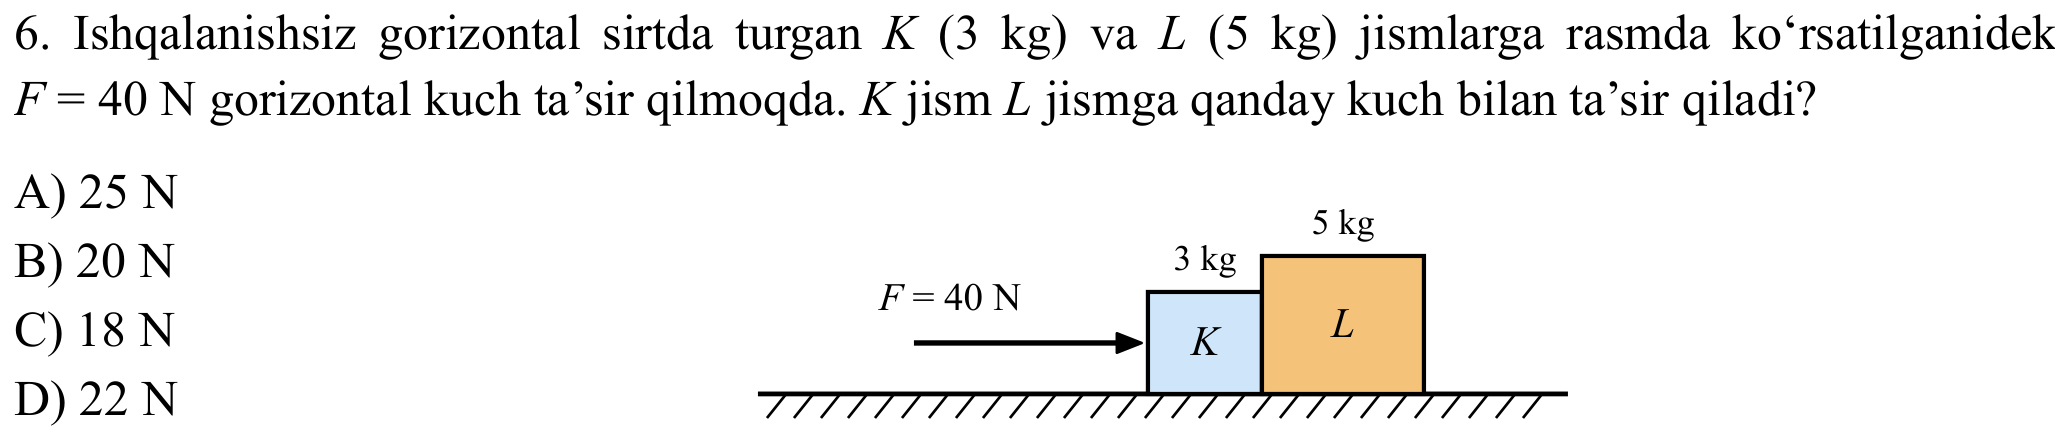 6. Ishqalanishsiz gorizontal sirtda turgan K (3 kg) va L (5 kg) jismlarga rasmda ko‘rsatilganidek
F = 40 N gorizontal kuch ta’sir qilmoqda. K jism L jismga qanday kuch bilan ta’sir qiladi?
A) 25 N
B) 20 N
C) 18 N
D) 22 N
5 kg
3 kg
F = 40 N
K
L